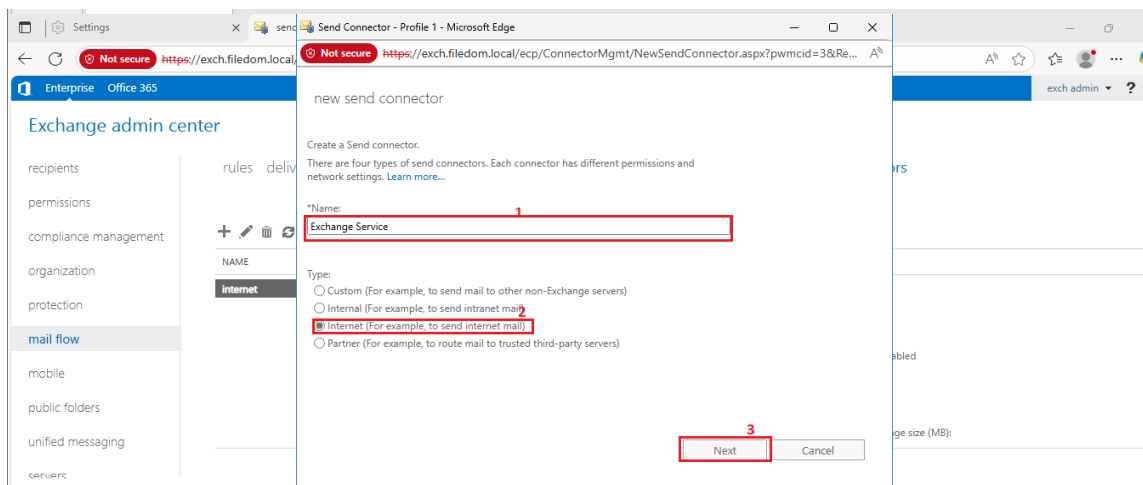 Settings
send
Send Connector - Profile 1 - Microsoft Edge
Not secure https://exch.filedom.local/
Not secure https://exch.filedom.local/ecp/ConnectorMgmt/NewSendConnector.aspx?pwmcid=3&Re...
Enterprise Office 365
exch admin ?
new send connector
Exchange admin center
Create a Send connector.
There are four types of send connectors. Each connector has different permissions and
network settings. Learn more...
recipients
rules deliv
ors
permissions
*Name:
1
Exchange Service
compliance management
NAME
organization
Type:
internet
Custom (For example, to send mail to other non-Exchange servers)
protection
Internal (For example, to send intranet mail)
2
Internet (For example, to send internet mail)
mail flow
Partner (For example, to route mail to trusted third-party servers)
abled
mobile
public folders
3
ge size (MB):
unified messaging
Next Cancel
servers